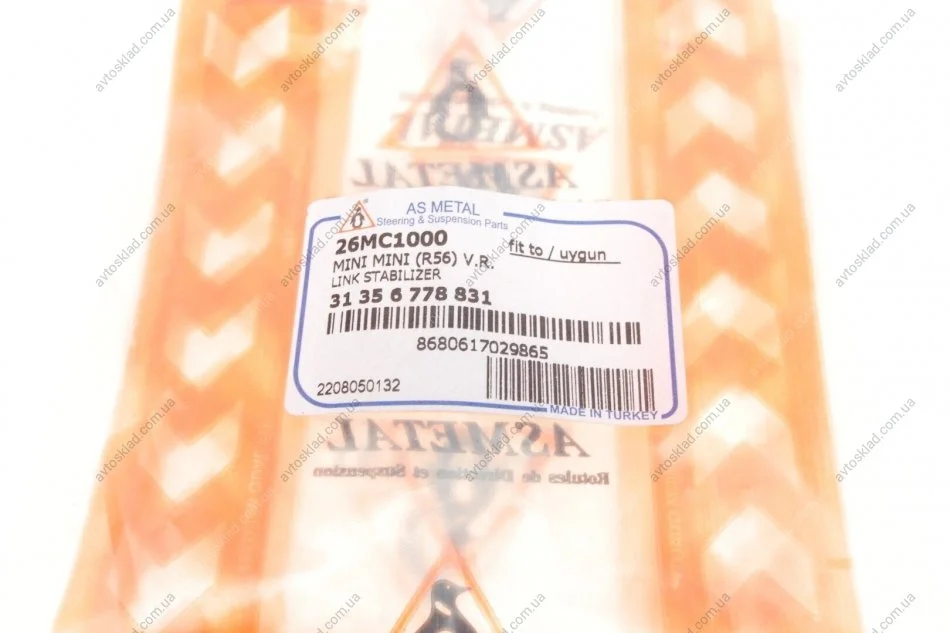 ASMETAL
ASMETAL
AS METAL
Steering & Suspension Parts
26MC1000
fit to / uygun
MINI MINI (R56) V.R.
LINK STABILIZER
31 35 6 778 831
8680617029865
2208050132
MADE IN TURKEY
ASMETAL
Rotules de Direction et Suspension
avtosklad.com.ua